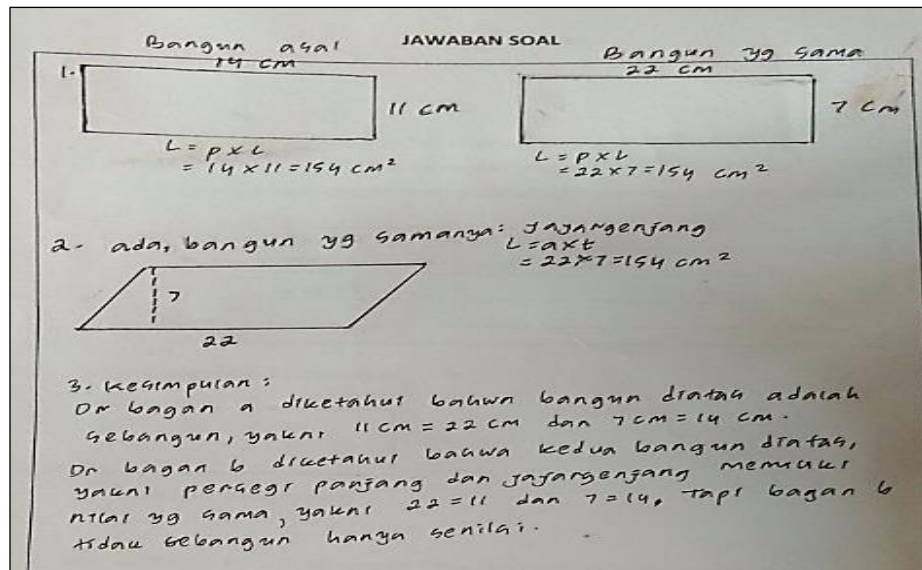 JAWABAN SOAL
Bangun asal
Bangun yg sama
1.
14 cm
11 cm
22 cm
7 cm
L = p x l
= 14 x 11 = 154 cm²
L = p x l
= 22 x 7 = 154 cm²
2. ada, bangun yg samanya: Jajargenjang
L = a x t
= 22 x 7 = 154 cm²
7
22
3. Kesimpulan :
Dr bagan a diketahui bahwa bangun diatas adalah
sebangun, yakni 11 cm = 22 cm dan 7 cm = 14 cm.
Dr bagan b diketahui bahwa kedua bangun diatas,
yakni persegi panjang dan jajargenjang memiliki
nilai yg sama, yakni 22 = 11 dan 7 = 14, tapi bagan b
tidak sebangun hanya senilai.